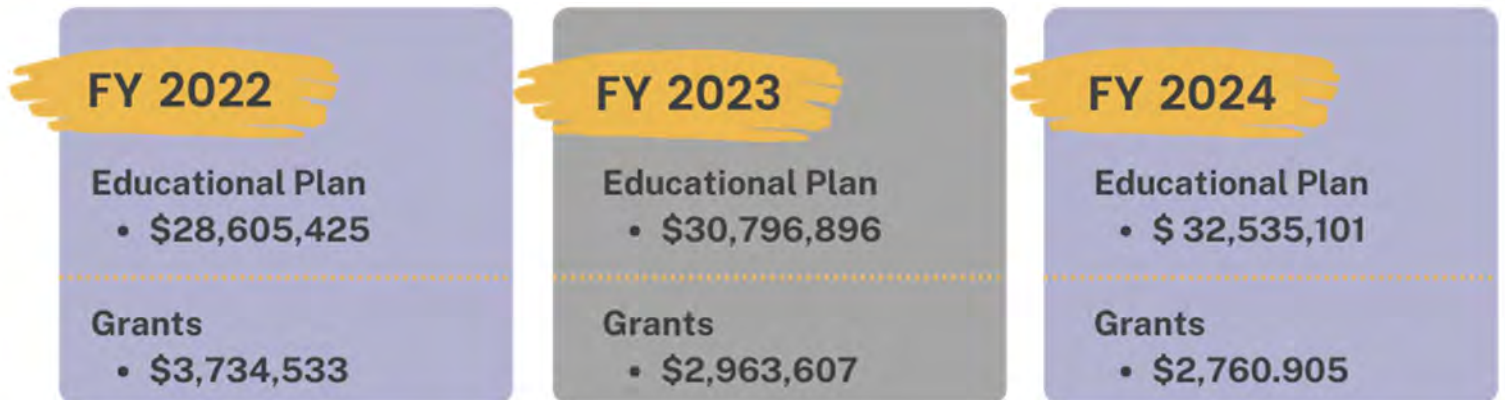 FY 2022
Educational Plan
• $28,605,425
Grants
• $3,734,533
FY 2023
Educational Plan
• $30,796,896
Grants
• $2,963,607
FY 2024
Educational Plan
• $ 32,535,101
Grants
• $2,760.905